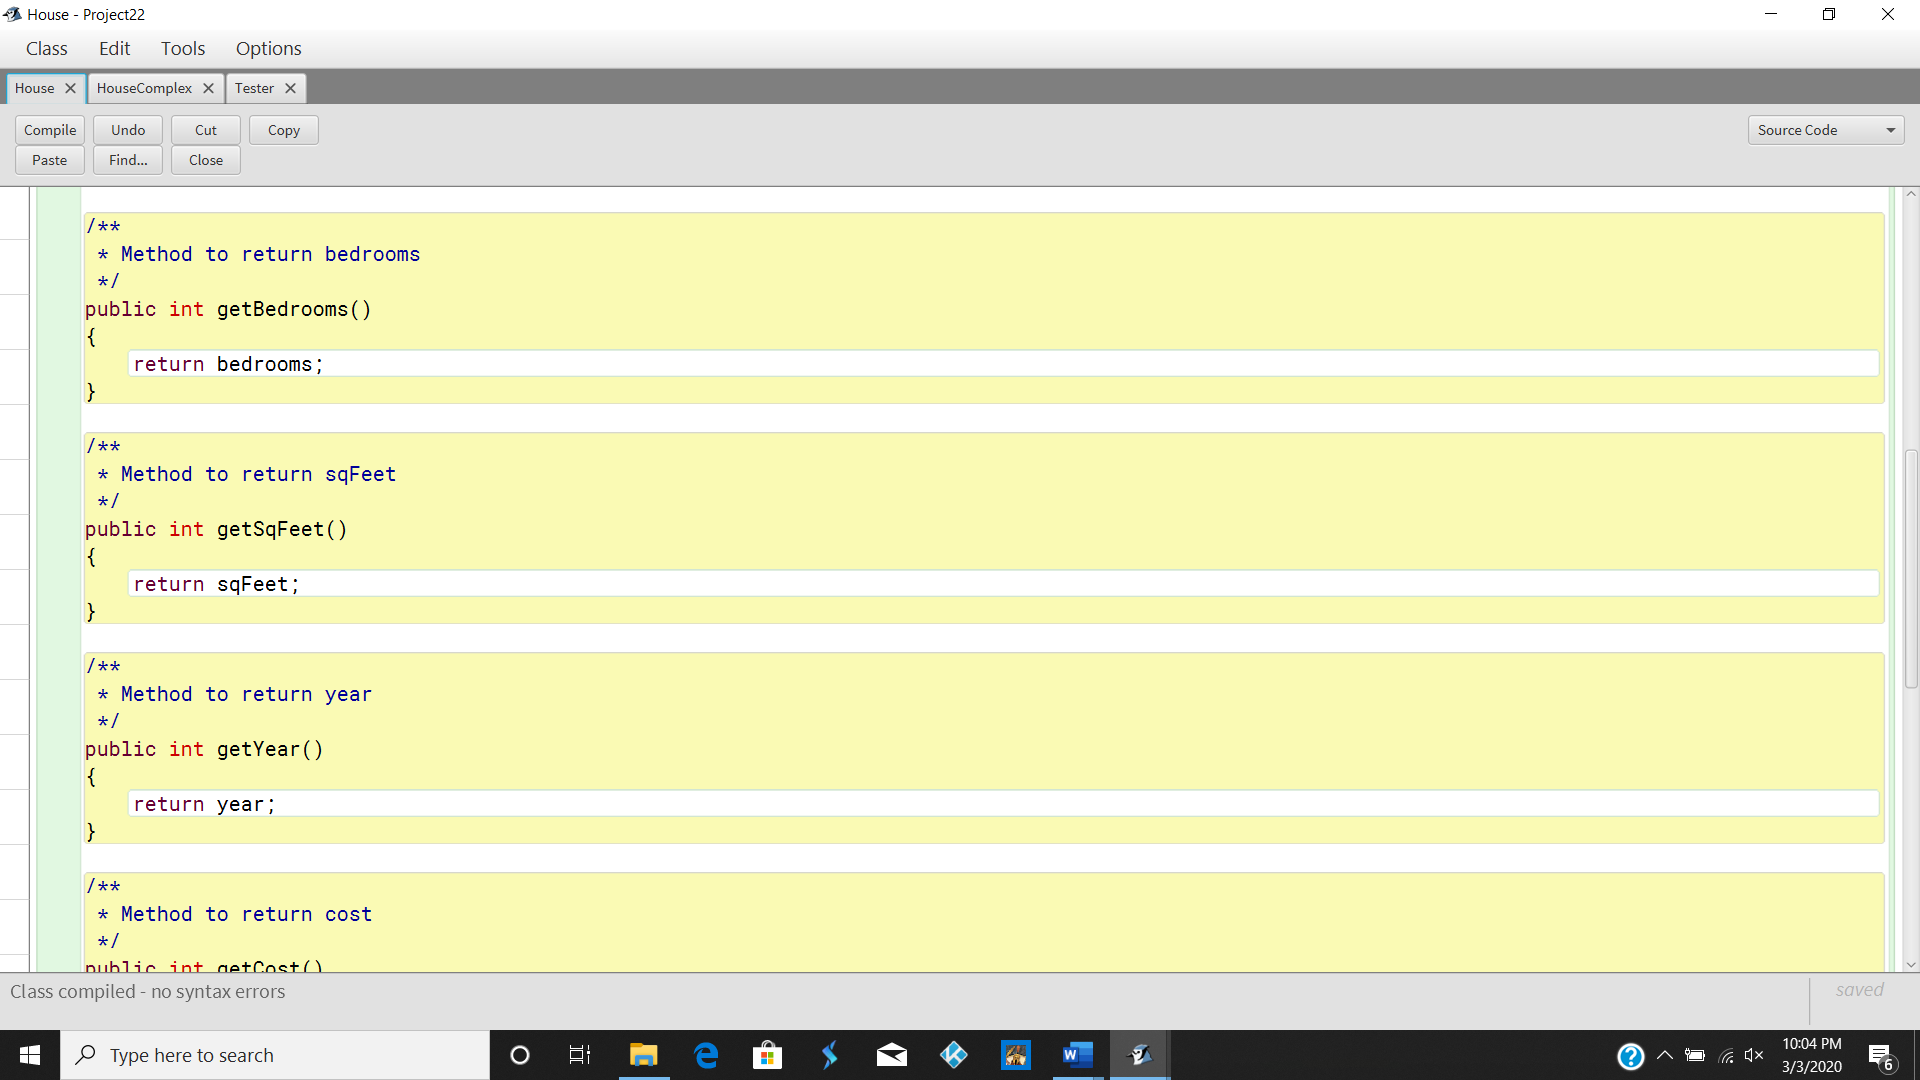 House - Project22
Class Edit Tools Options
House HouseComplex Tester
Compile Undo Cut Copy Source Code
Paste Find... Close
/**
* Method to return bedrooms
*/
public int getBedrooms()
{
return bedrooms;
}
/**
* Method to return sqFeet
*/
public int getSqFeet()
{
return sqFeet;
}
/**
* Method to return year
*/
public int getYear()
{
return year;
}
/**
* Method to return cost
*/
public int getCost()
Class compiled - no syntax errors
saved
Type here to search
10:04 PM
3/3/2020
6